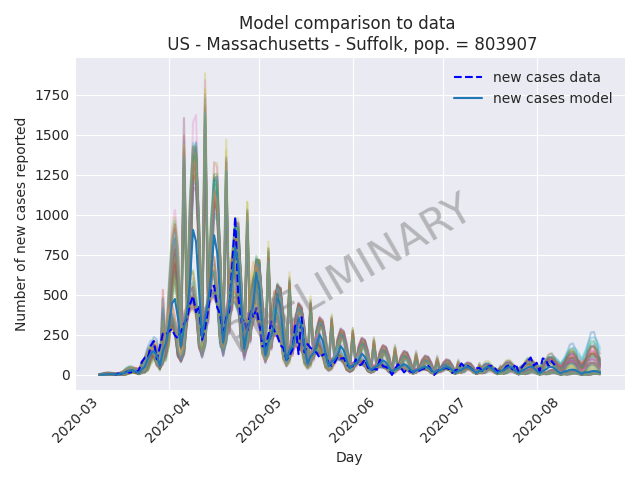 Model comparison to data
US - Massachusetts - Suffolk, pop. = 803907
Number of new cases reported
1750
1500
1250
1000
750
500
250
0
new cases data
new cases model
PRELIMINARY
2020-03
2020-04
2020-05
2020-06
2020-07
2020-08
Day